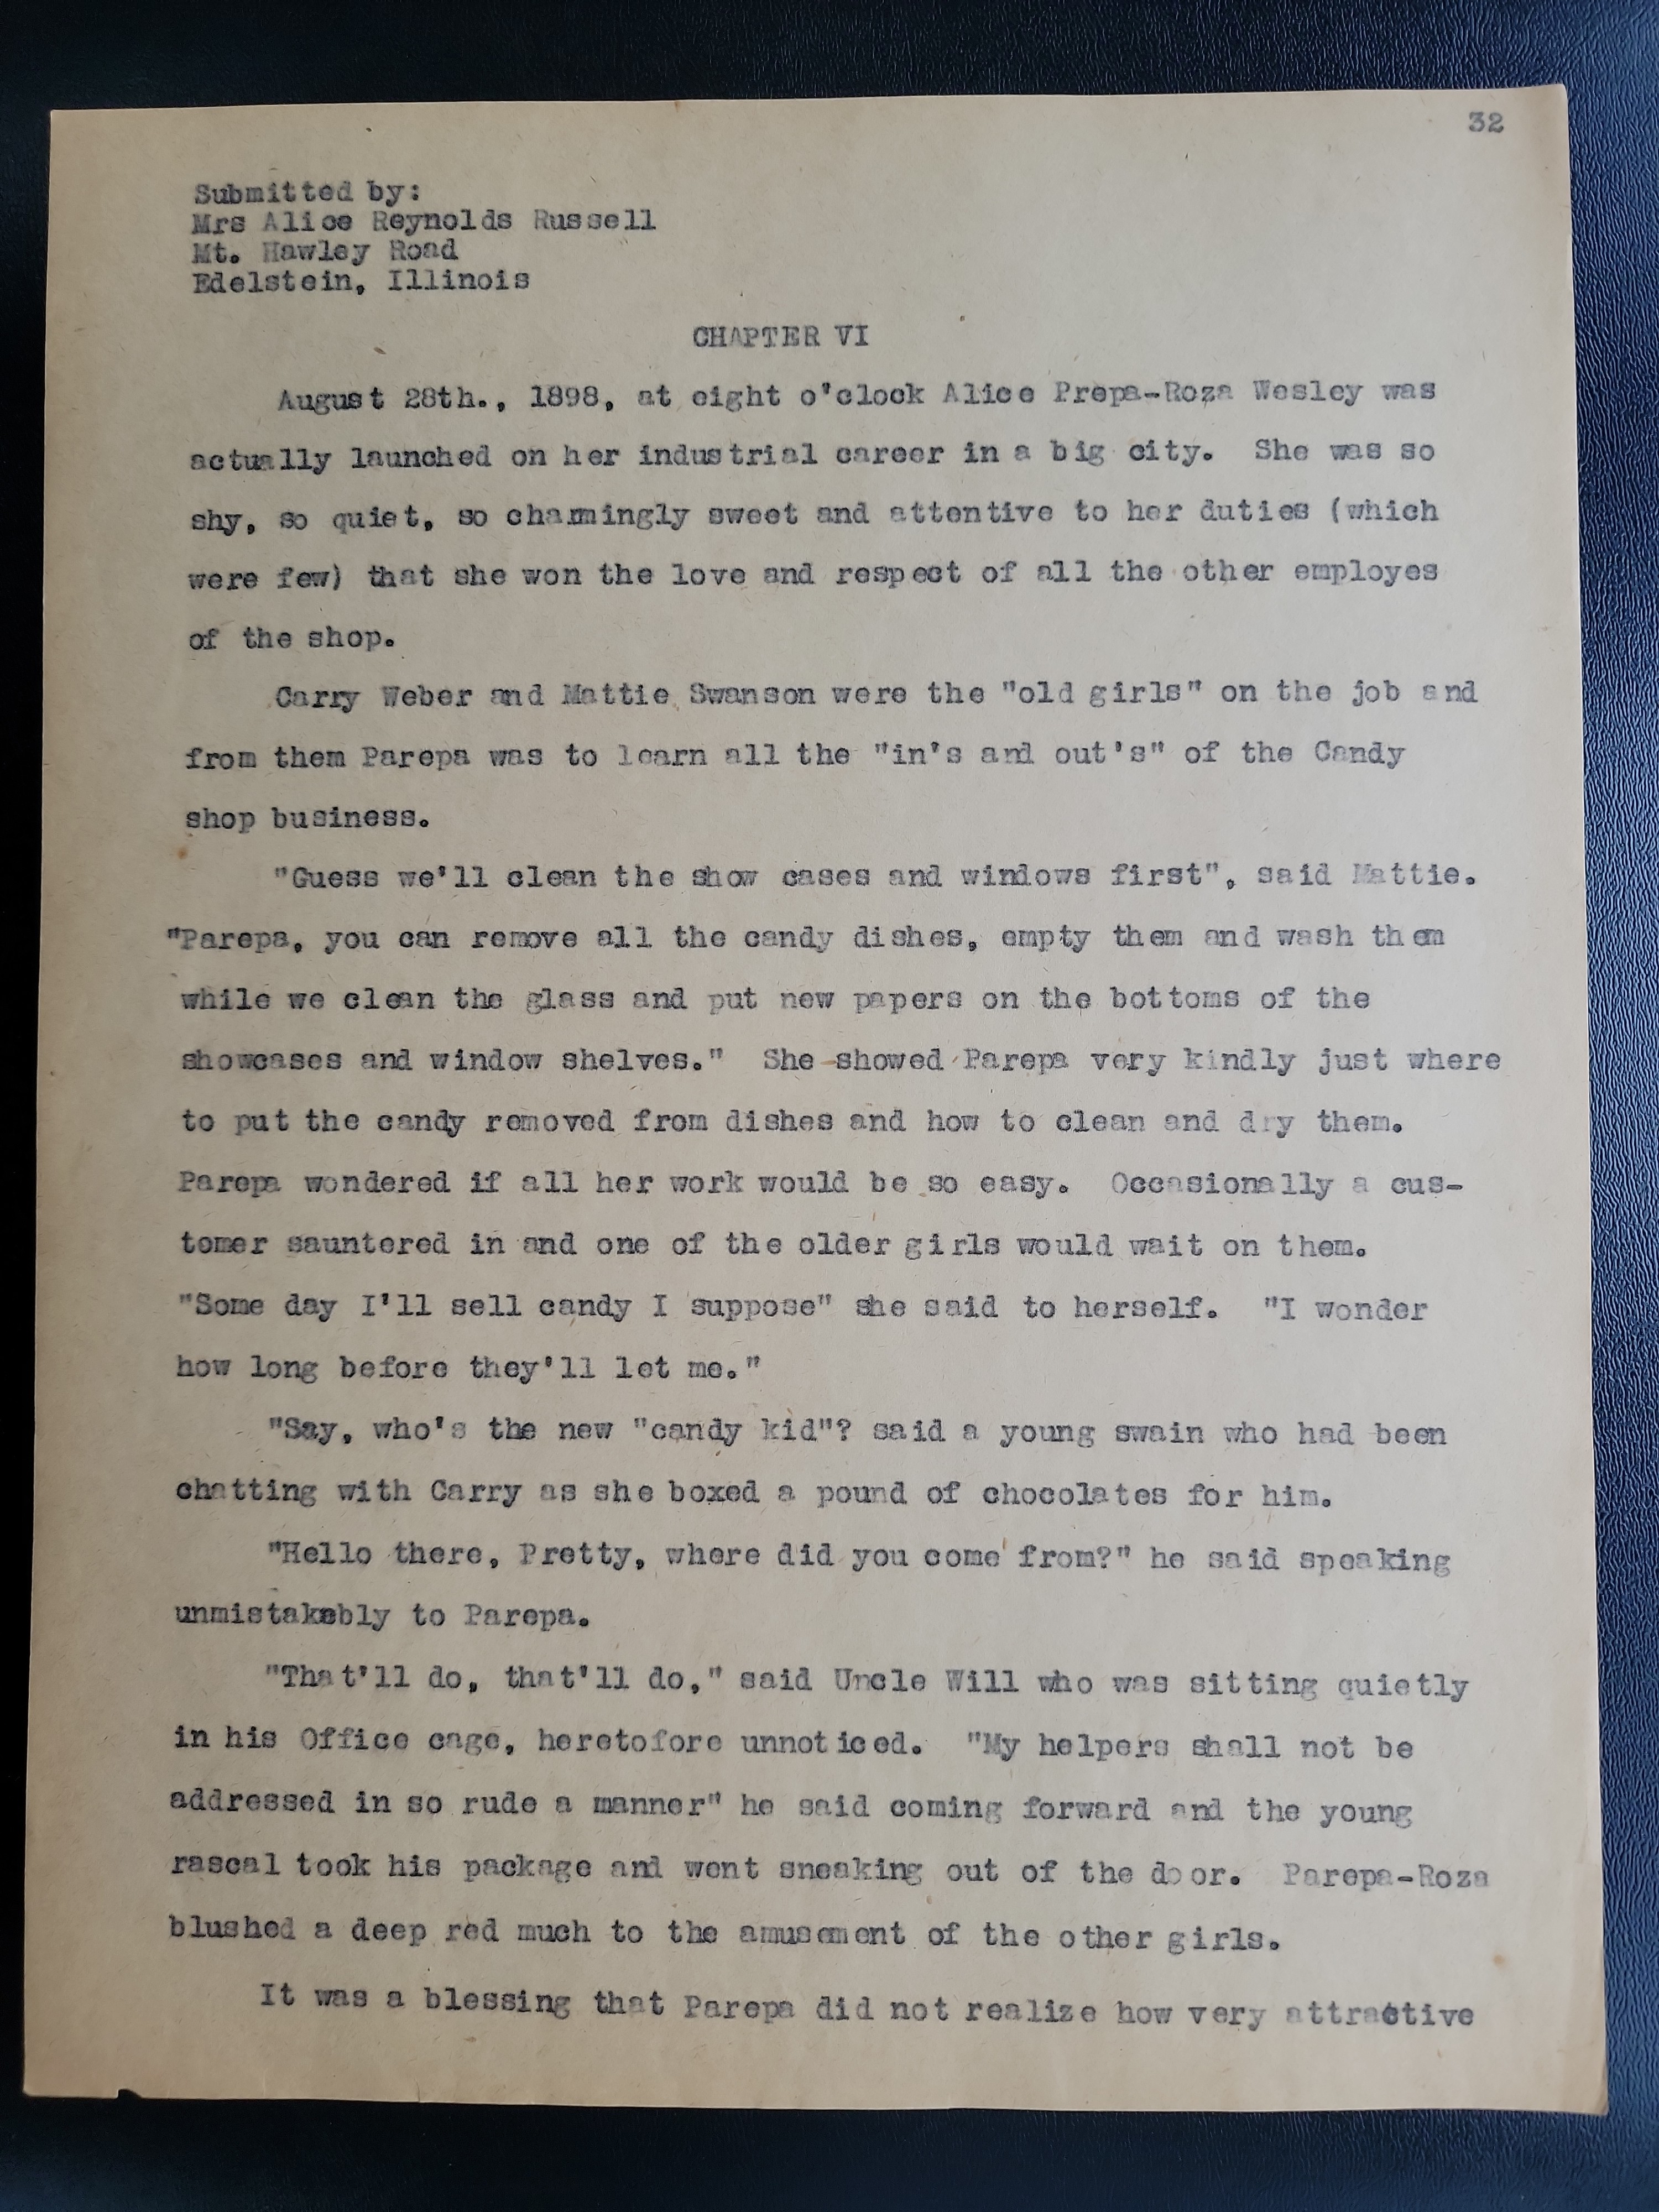 32
Submitted by:
Mrs Alice Reynolds Russell
Mt. Hawley Road
Edelstein, Illinois
CHAPTER VI
August 28th., 1898, at eight o'clock Alice Prepa-Roza Wesley was
actually launched on her industrial career in a big city. She was so
shy, so quiet, so charmingly sweet and attentive to her duties (which
were few) that she won the love and respect of all the other employes
of the shop.
Carry Weber and Mattie Swanson were the "old girls" on the job and
from them Parepa was to learn all the "in's and out's" of the Candy
shop business.
"Guess we'll clean the show cases and windows first", said Mattie.
"Parepa, you can remove all the candy dishes, empty them and wash them
while we clean the glass and put new papers on the bottoms of the
showcases and window shelves." She showed Parepa very kindly just where
to put the candy removed from dishes and how to clean and dry them.
Parepa wondered if all her work would be so easy. Occasionally a cus-
tomer sauntered in and one of the older girls would wait on them.
"Some day I'll sell candy I suppose" she said to herself. "I wonder
how long before they'll let me."
"Say, who's the new "candy kid"? said a young swain who had been
chatting with Carry as she boxed a pound of chocolates for him.
"Hello there, Pretty, where did you come from?" he said speaking
unmistakably to Parepa.
"That'll do, that'll do," said Uncle Will who was sitting quietly
in his Office cage, heretofore unnoticed. "My helpers shall not be
addressed in so rude a manner" he said coming forward and the young
rascal took his package and went sneaking out of the door. Parepa-Roza
blushed a deep red much to the amusement of the other girls.
It was a blessing that Parepa did not realize how very attractive